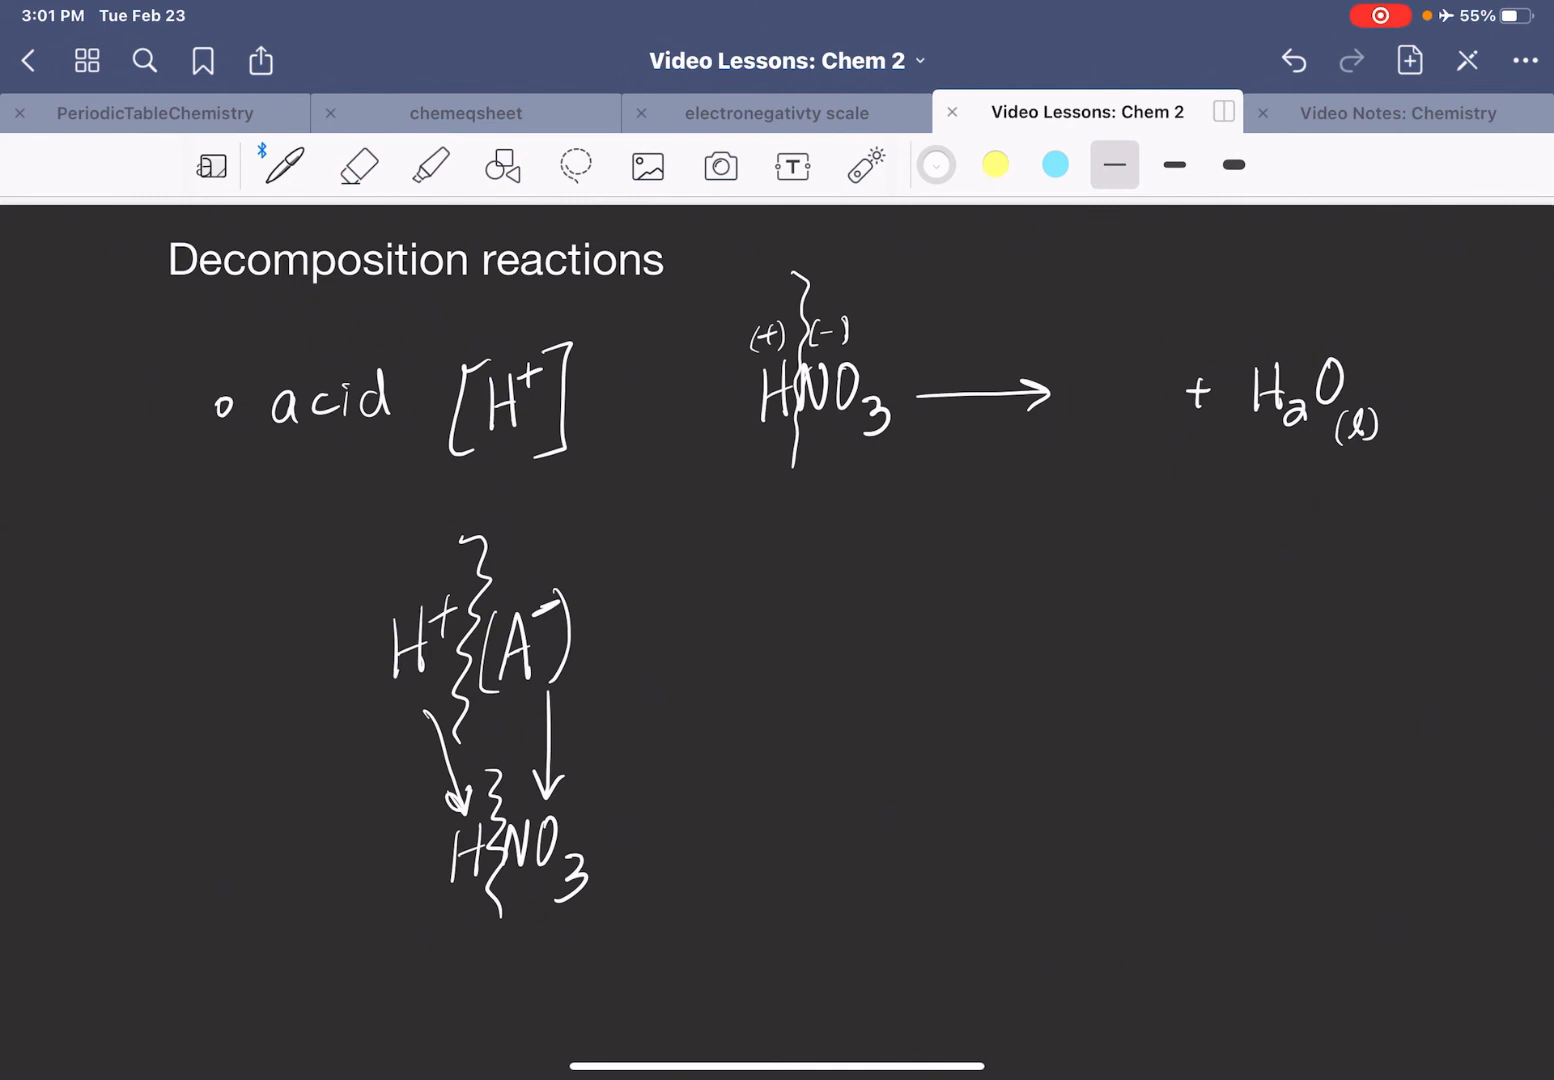 3:01 PM Tue Feb 23
55%
Video Lessons: Chem 2
PeriodicTableChemistry
chemeqsheet
electronegativty scale
Video Lessons: Chem 2
Video Notes: Chemistry
Decomposition reactions
(+) (-)
acid [H⁺] HNO₃ → + H₂O(l)
H⁺ (A⁻)
HNO₃